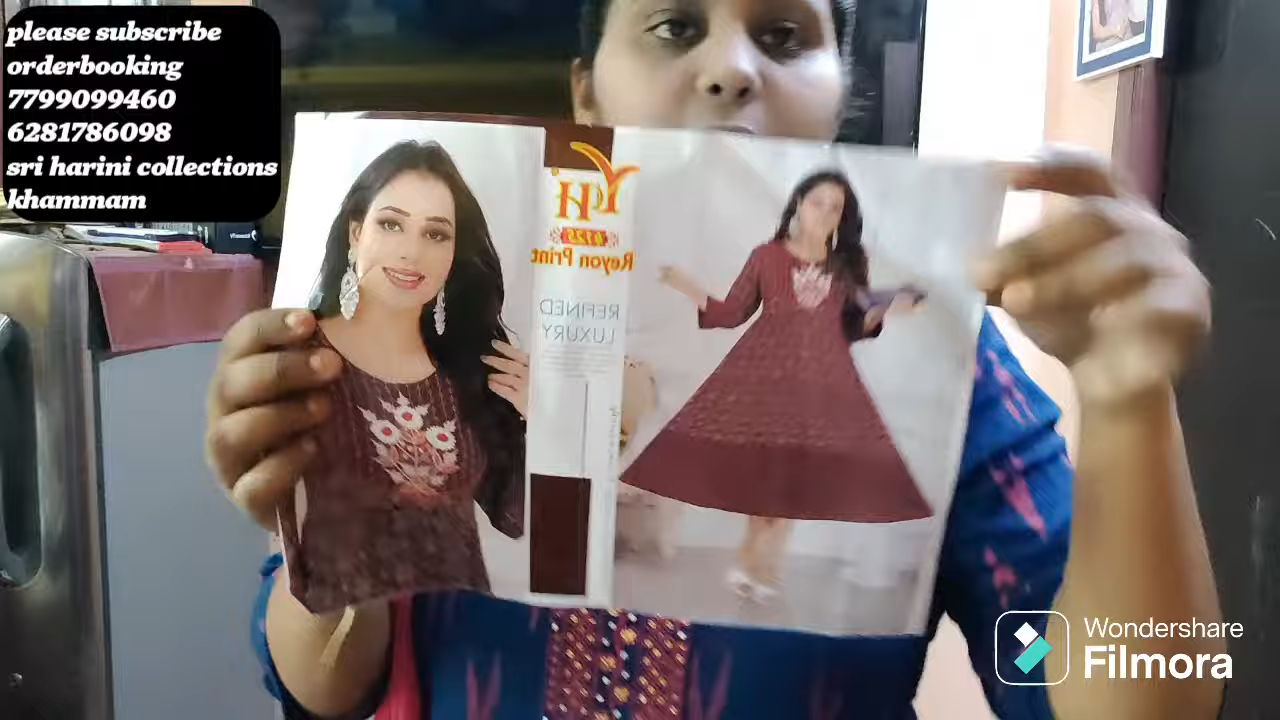 please subscribe
orderbooking
7799099460
6281786098
sri harini collections
khammam
YH
Reyon Print
REFINED
LUXURY
Wondershare
Filmora